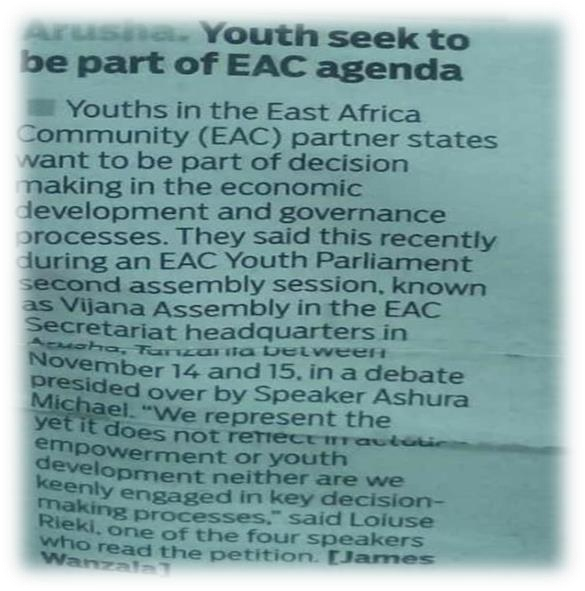 Arusha. Youth seek to
be part of EAC agenda
Youths in the East Africa
Community (EAC) partner states
want to be part of decision
making in the economic
development and governance
processes. They said this recently
during an EAC Youth Parliament
second assembly session, known
as Vijana Assembly in the EAC
Secretariat headquarters in
Arusha, Tanzania between
November 14 and 15, in a debate
presided over by Speaker Ashura
Michael. “We represent the
yet it does not reflect in
empowerment or youth
development neither are we
keenly engaged in key decision-
making processes,” said Loiuse
Rieki, one of the four speakers
who read the petition. [James
Wanzala]